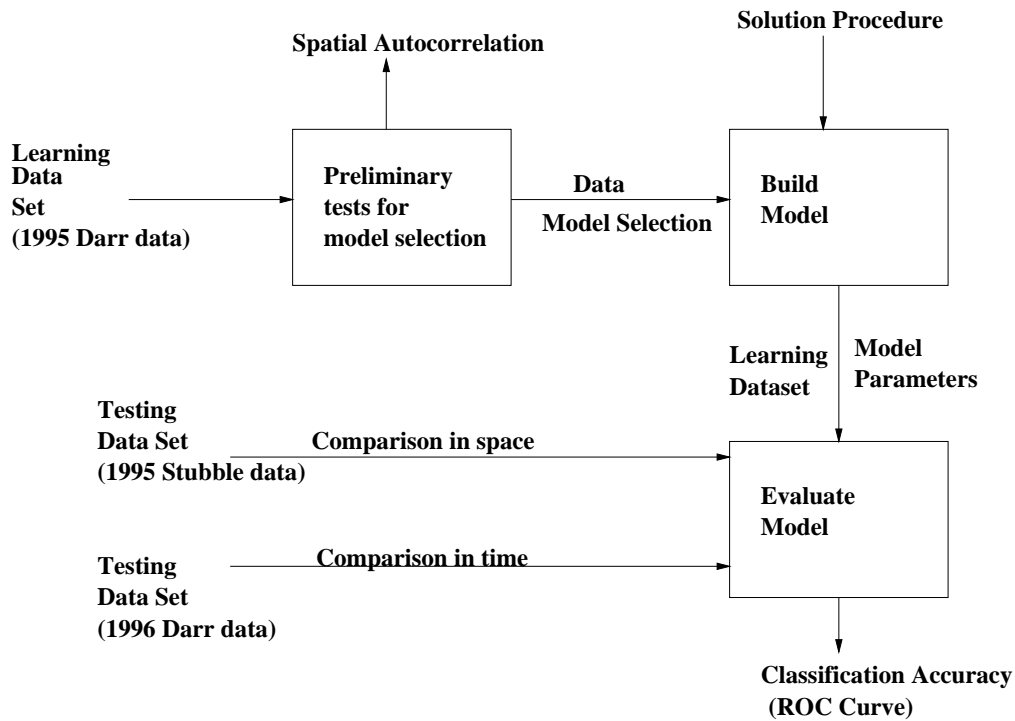 Solution Procedure
Spatial Autocorrelation
Learning
Data
Set
(1995 Darr data)
Preliminary
tests for
model selection
Data
Model Selection
Build
Model
Learning
Dataset
Model
Parameters
Testing
Data Set
(1995 Stubble data)
Comparison in space
Evaluate
Model
Testing
Data Set
(1996 Darr data)
Comparison in time
Classification Accuracy
(ROC Curve)